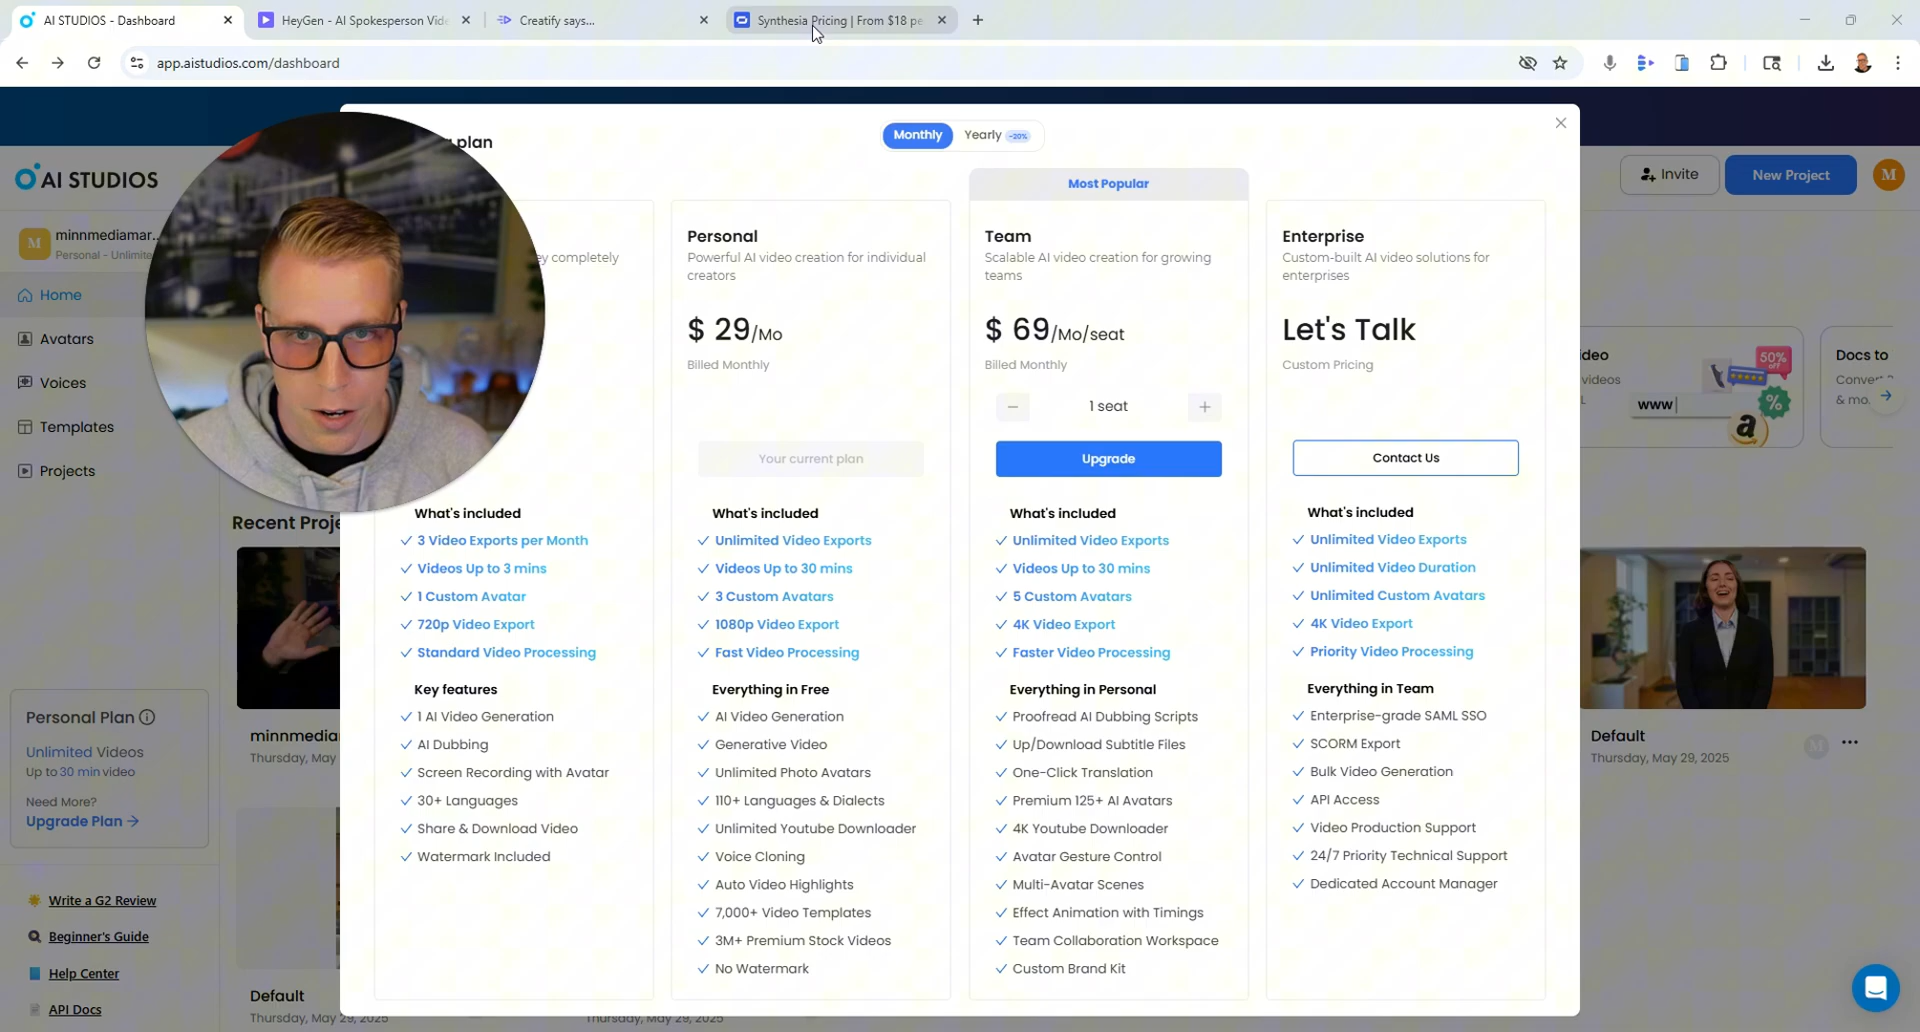 AI STUDIOS - Dashboard
HeyGen - AI Spokesperson Vide
Creatify says...
Synthesia Pricing | From $18 pe
app.aistudios.com/dashboard
AI STUDIOS
Invite
New Project
M
M
minnmediamar...
Personal - Unlimite
Home
Avatars
Voices
Templates
Projects
plan
Monthly
Yearly -20%
ey completely
Personal
Powerful AI video creation for individual
creators
$ 29/Mo
Billed Monthly
Your current plan
Most Popular
Team
Scalable AI video creation for growing
teams
$ 69/Mo/seat
Billed Monthly
1 seat
Upgrade
Enterprise
Custom-built AI video solutions for
enterprises
Let's Talk
Custom Pricing
Contact Us
What's included
3 Video Exports per Month
Videos Up to 3 mins
1 Custom Avatar
720p Video Export
Standard Video Processing
Key features
1 AI Video Generation
AI Dubbing
Screen Recording with Avatar
30+ Languages
Share & Download Video
Watermark Included
What's included
Unlimited Video Exports
Videos Up to 30 mins
3 Custom Avatars
1080p Video Export
Fast Video Processing
Everything in Free
AI Video Generation
Generative Video
Unlimited Photo Avatars
110+ Languages & Dialects
Unlimited Youtube Downloader
Voice Cloning
Auto Video Highlights
7,000+ Video Templates
3M+ Premium Stock Videos
No Watermark
What's included
Unlimited Video Exports
Videos Up to 30 mins
5 Custom Avatars
4K Video Export
Faster Video Processing
Everything in Personal
Proofread AI Dubbing Scripts
Up/Download Subtitle Files
One-Click Translation
Premium 125+ AI Avatars
4K Youtube Downloader
Avatar Gesture Control
Multi-Avatar Scenes
Effect Animation with Timings
Team Collaboration Workspace
Custom Brand Kit
What's included
Unlimited Video Exports
Unlimited Video Duration
Unlimited Custom Avatars
4K Video Export
Priority Video Processing
Everything in Team
Enterprise-grade SAML SSO
SCORM Export
Bulk Video Generation
API Access
Video Production Support
24/7 Priority Technical Support
Dedicated Account Manager
ideo
videos
L
50%
off
www
%
a
Docs to
& mo.
Recent Proje
minnmediar
Thursday, May
Default
Thursday, May 29, 2025
M
Default
Thursday, May 29, 2025
Thursday, May 29, 2025
Personal Plan
Unlimited Videos
Up to 30 min video
Need More?
Upgrade Plan →
Write a G2 Review
Beginner's Guide
Help Center
API Docs